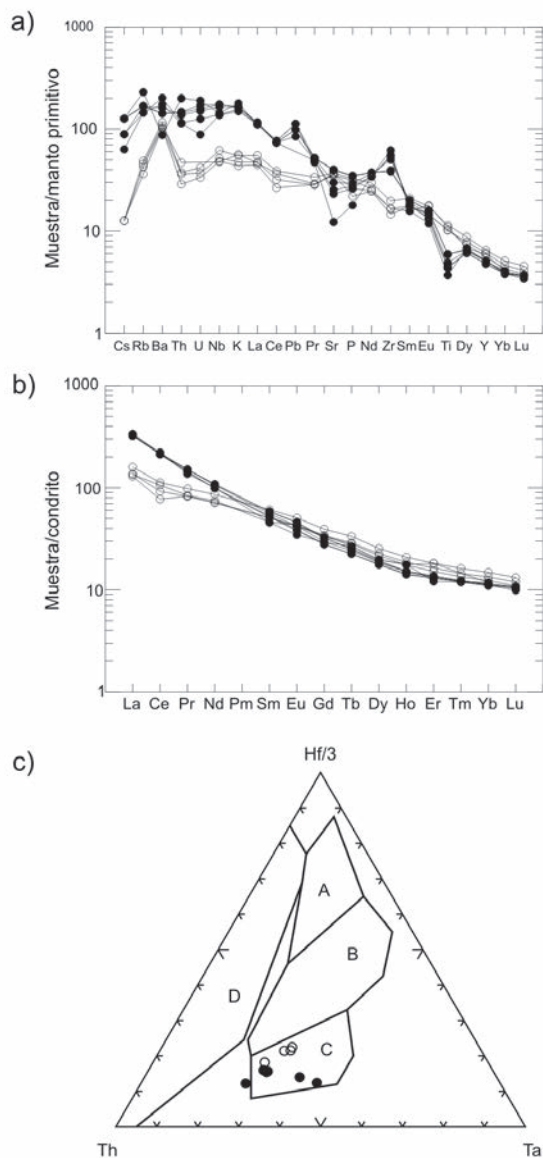 a)
1000
100
10
1
Muestra/manto primitivo
Cs Rb Ba Th U Nb K La Ce Pb Pr Sr P Nd Zr Sm Eu Ti Dy Y Yb Lu
b)
1000
100
10
1
Muestra/condrito
La Ce Pr Nd Pm Sm Eu Gd Tb Dy Ho Er Tm Yb Lu
c)
Hf/3
A
B
D
C
Th Ta